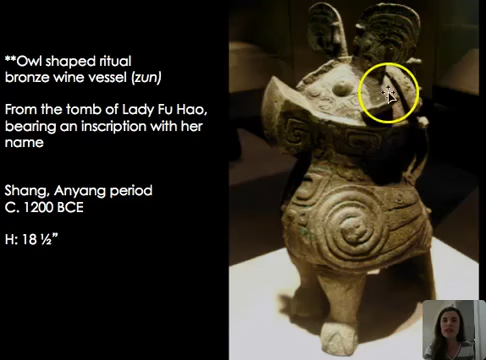 **Owl shaped ritual
bronze wine vessel (zun)
From the tomb of Lady Fu Hao,
bearing an inscription with her
name
Shang, Anyang period
C. 1200 BCE
H: 18 ½”